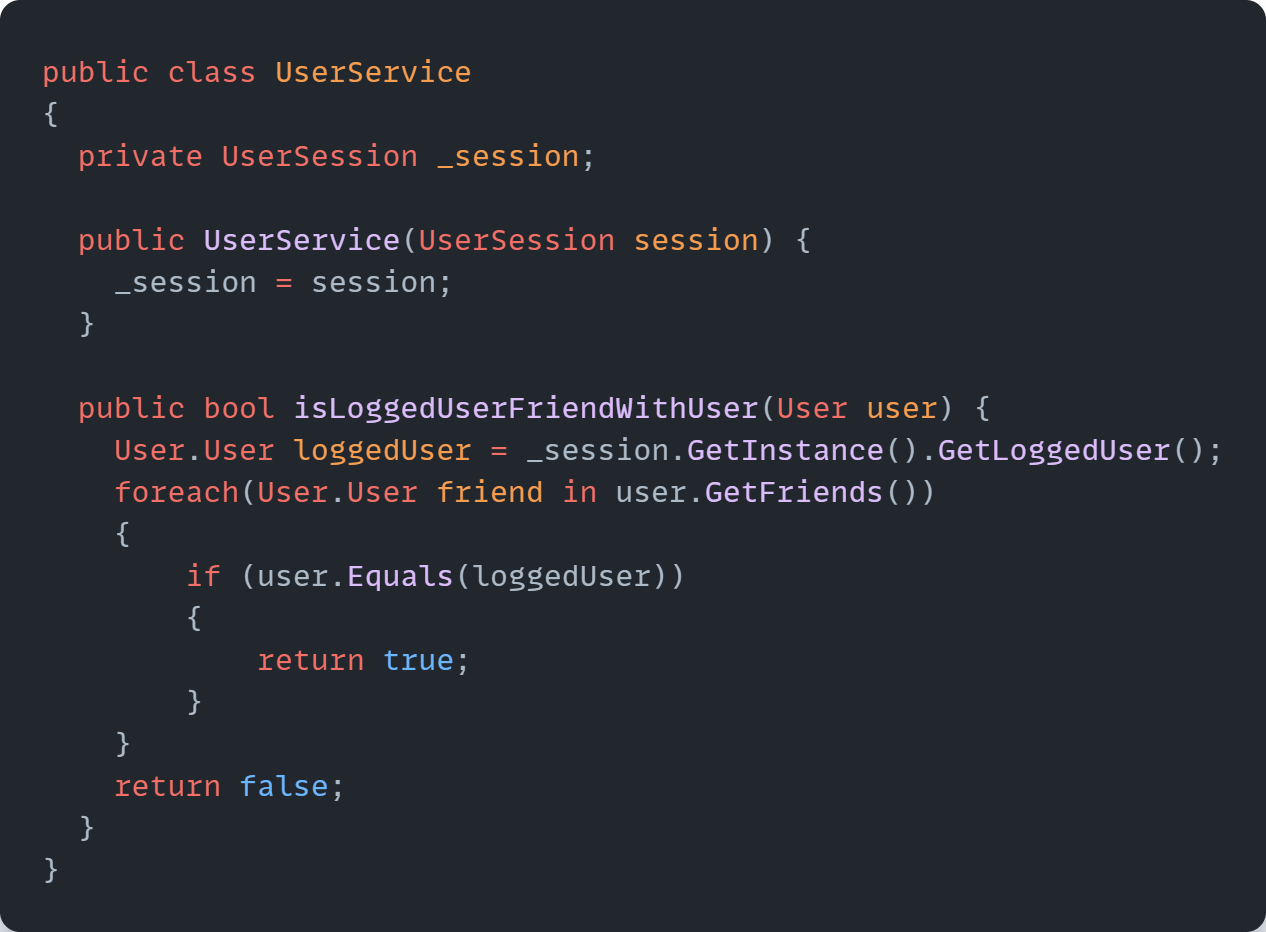 public class UserService
{
  private UserSession _session;

  public UserService(UserSession session) {
    _session = session;
  }

  public bool isLoggedUserFriendWithUser(User user) {
    User.User loggedUser = _session.GetInstance().GetLoggedUser();
    foreach(User.User friend in user.GetFriends())
    {
        if (user.Equals(loggedUser))
        {
            return true;
        }
    }
    return false;
  }
}